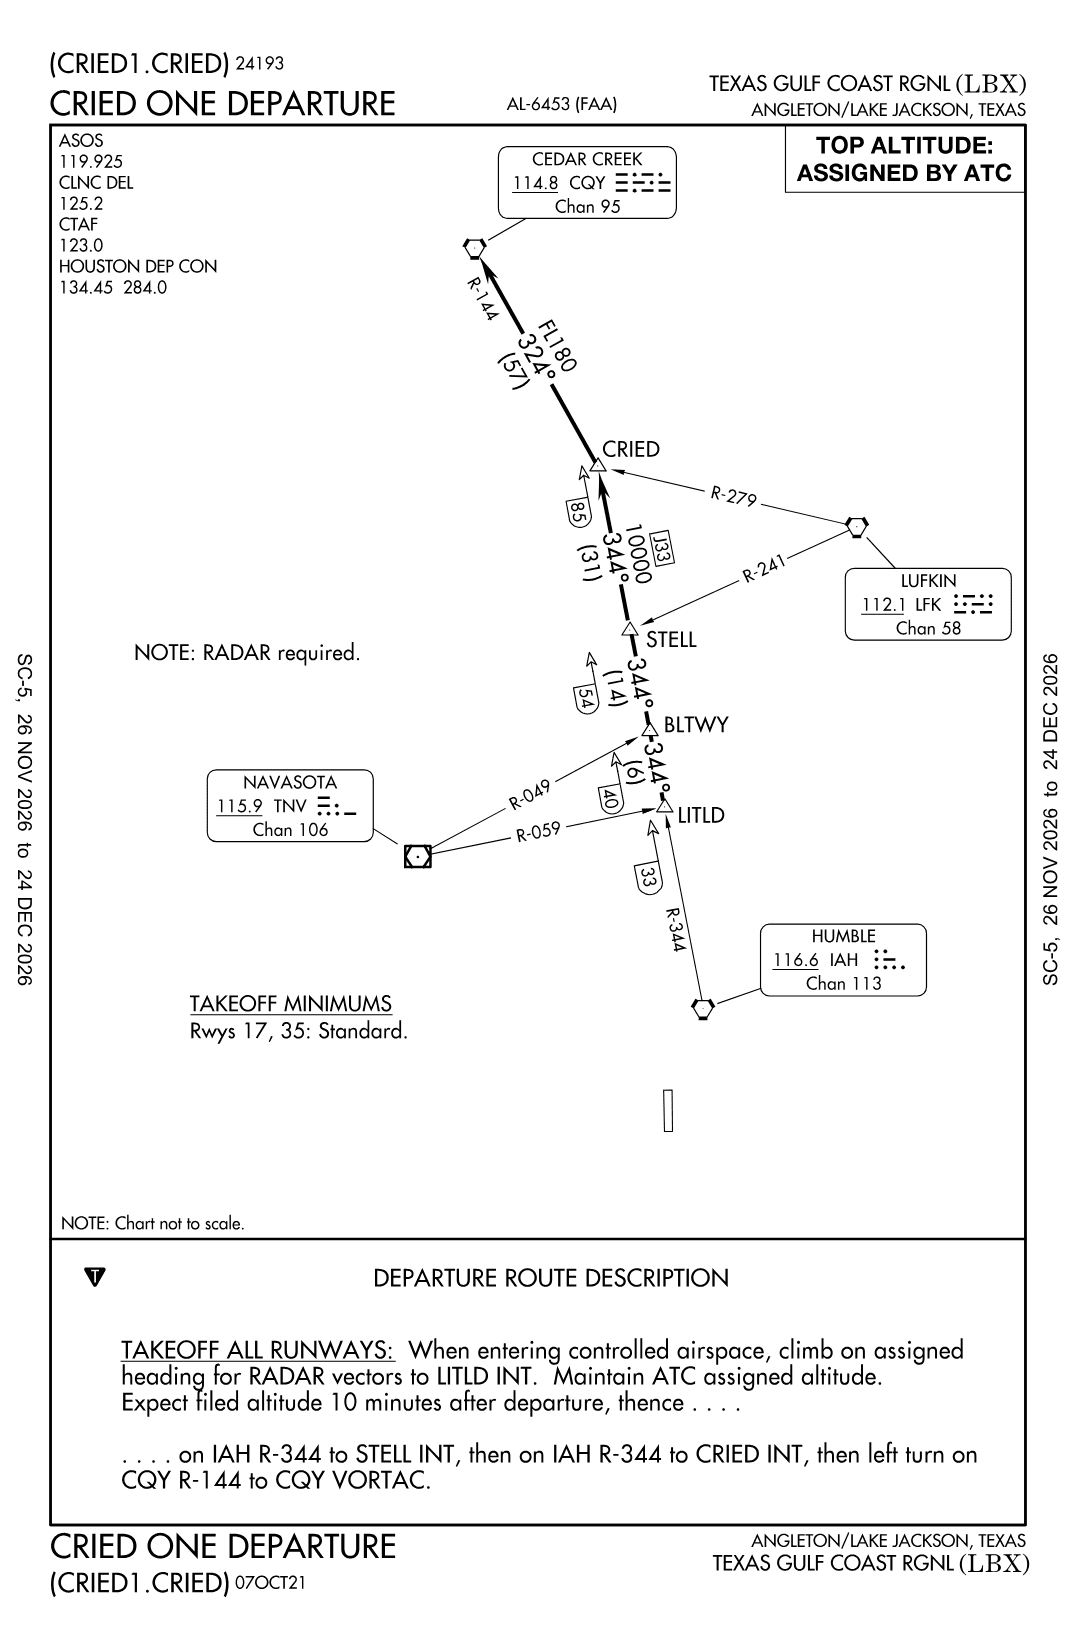 (CRIED1.CRIED) 24193
CRIED ONE DEPARTURE
AL-6453 (FAA)
TEXAS GULF COAST RGNL (LBX)
ANGLETON/LAKE JACKSON, TEXAS
ASOS
119.925
CLNC DEL
125.2
CTAF
123.0
HOUSTON DEP CON
134.45 284.0
TOP ALTITUDE:
ASSIGNED BY ATC
CEDAR CREEK
114.8 CQY
Chan 95
R-144
FL180
324°
(57)
CRIED
R-279
85
J33
10000
344°
(31)
R-241
LUFKIN
112.1 LFK
Chan 58
STELL
NOTE: RADAR required.
344°
(14)
54
BLTWY
344°
(6)
40
NAVASOTA
115.9 TNV
Chan 106
R-049
R-059
LITLD
33
R-344
HUMBLE
116.6 IAH
Chan 113
TAKEOFF MINIMUMS
Rwys 17, 35: Standard.
NOTE: Chart not to scale.
SC-5, 26 NOV 2026 to 24 DEC 2026
SC-5, 26 NOV 2026 to 24 DEC 2026
T
DEPARTURE ROUTE DESCRIPTION
TAKEOFF ALL RUNWAYS: When entering controlled airspace, climb on assigned
heading for RADAR vectors to LITLD INT. Maintain ATC assigned altitude.
Expect filed altitude 10 minutes after departure, thence . . . .
. . . . on IAH R-344 to STELL INT, then on IAH R-344 to CRIED INT, then left turn on
CQY R-144 to CQY VORTAC.
CRIED ONE DEPARTURE
(CRIED1.CRIED) 07OCT21
ANGLETON/LAKE JACKSON, TEXAS
TEXAS GULF COAST RGNL (LBX)